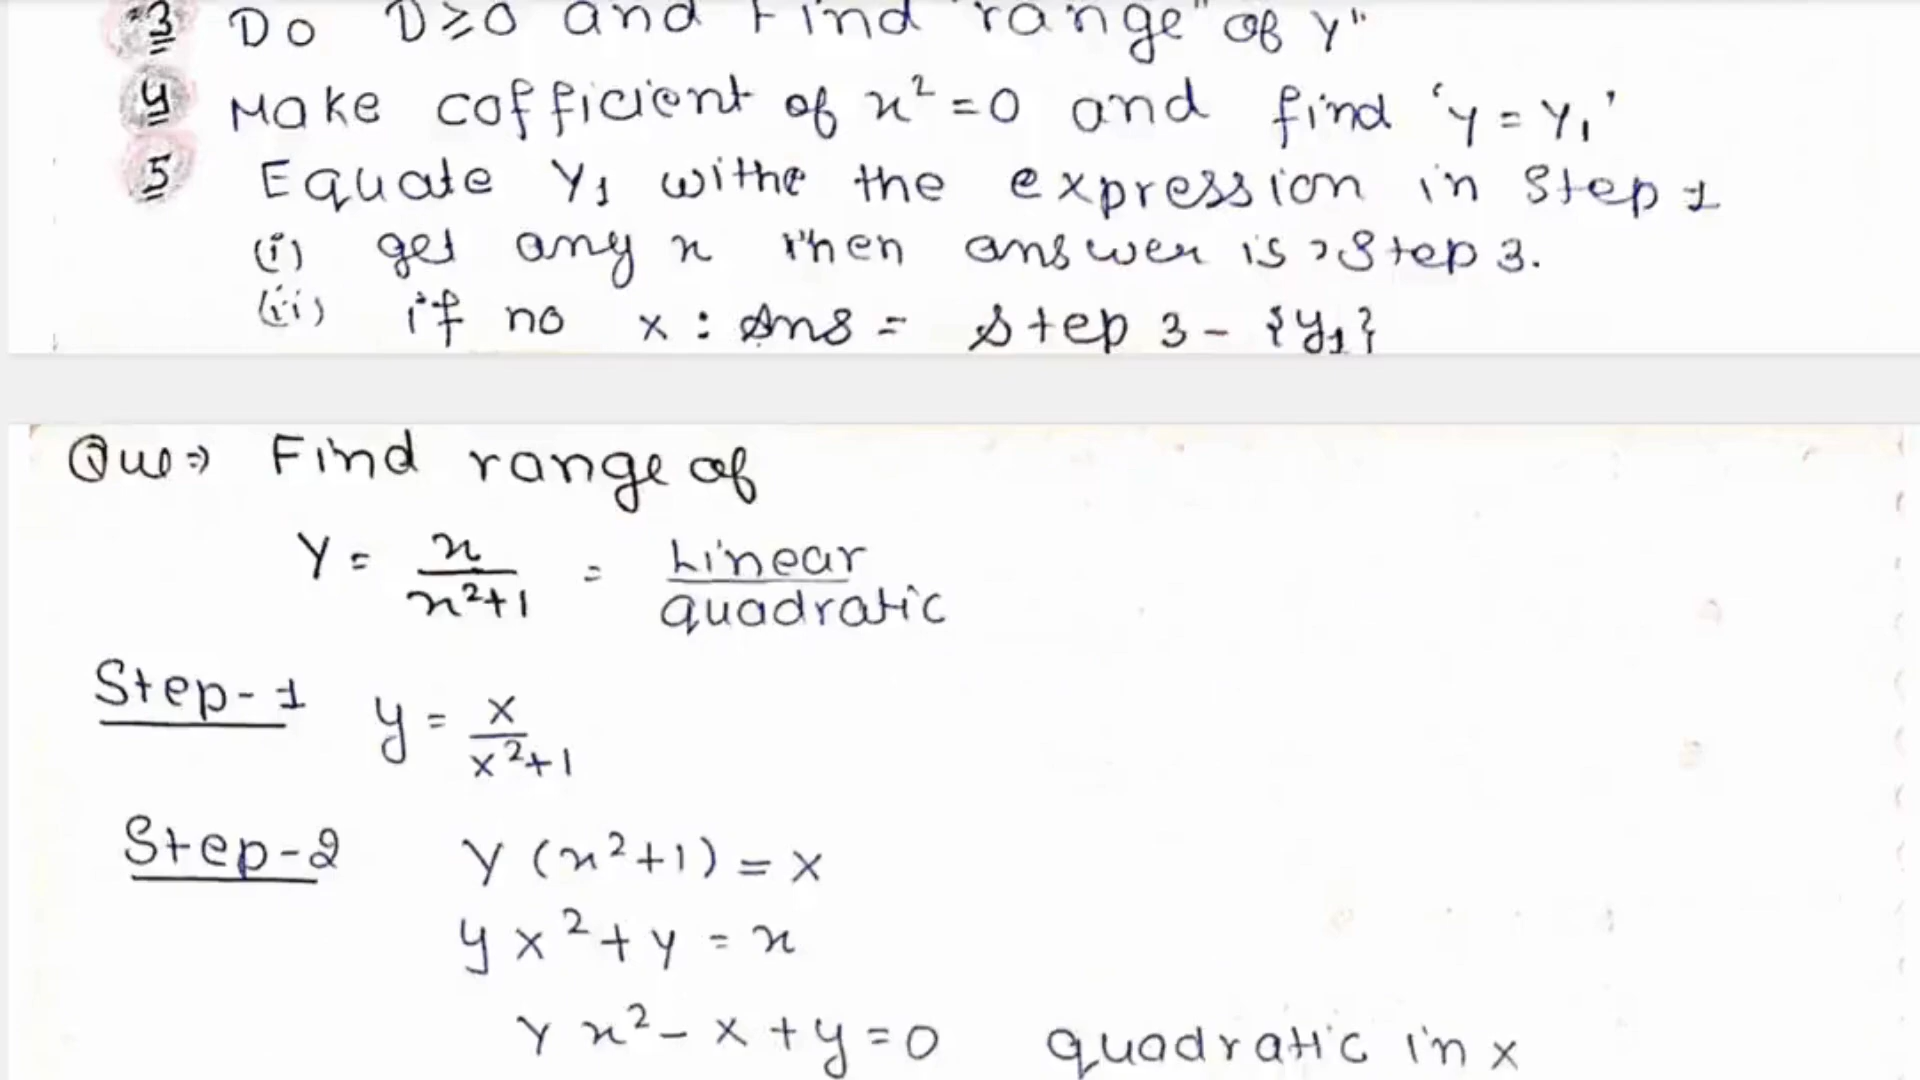 3 Do D≥0 and Find "range" of y"
4 Make cofficient of x²=0 and find 'y=y₁'
5 Equate y₁ withe the expression in Step 1
(i) get any x then answer is → Step 3.
(ii) if no x : Ans = Step 3 - {y₁}
Que⇒ Find range of
Y = x/x²+1 = Linear/quadratic
Step-1 y = x/x²+1
Step-2 Y (x²+1) = x
yx²+y = x
Yx²-x+y=0 quadratic in x